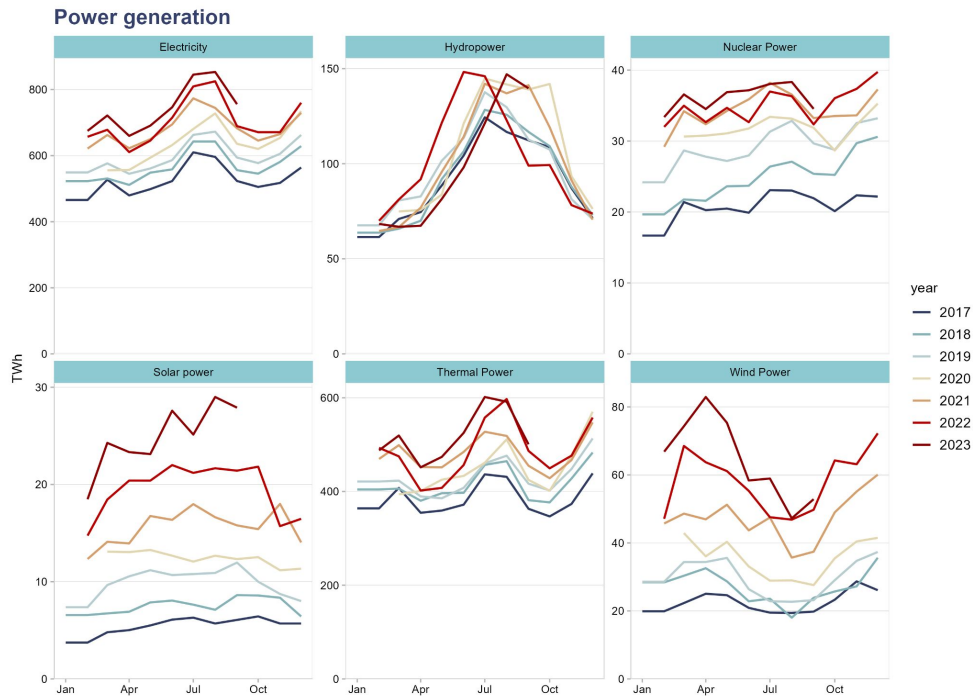 Power generation
Electricity
Hydropower
Nuclear Power
800
600
400
200
0
150
100
50
0
40
30
20
10
0
TWh
Solar power
Thermal Power
Wind Power
30
20
10
0
600
400
200
0
80
60
40
20
0
Jan Apr Jul Oct
Jan Apr Jul Oct
Jan Apr Jul Oct
year
2017
2018
2019
2020
2021
2022
2023